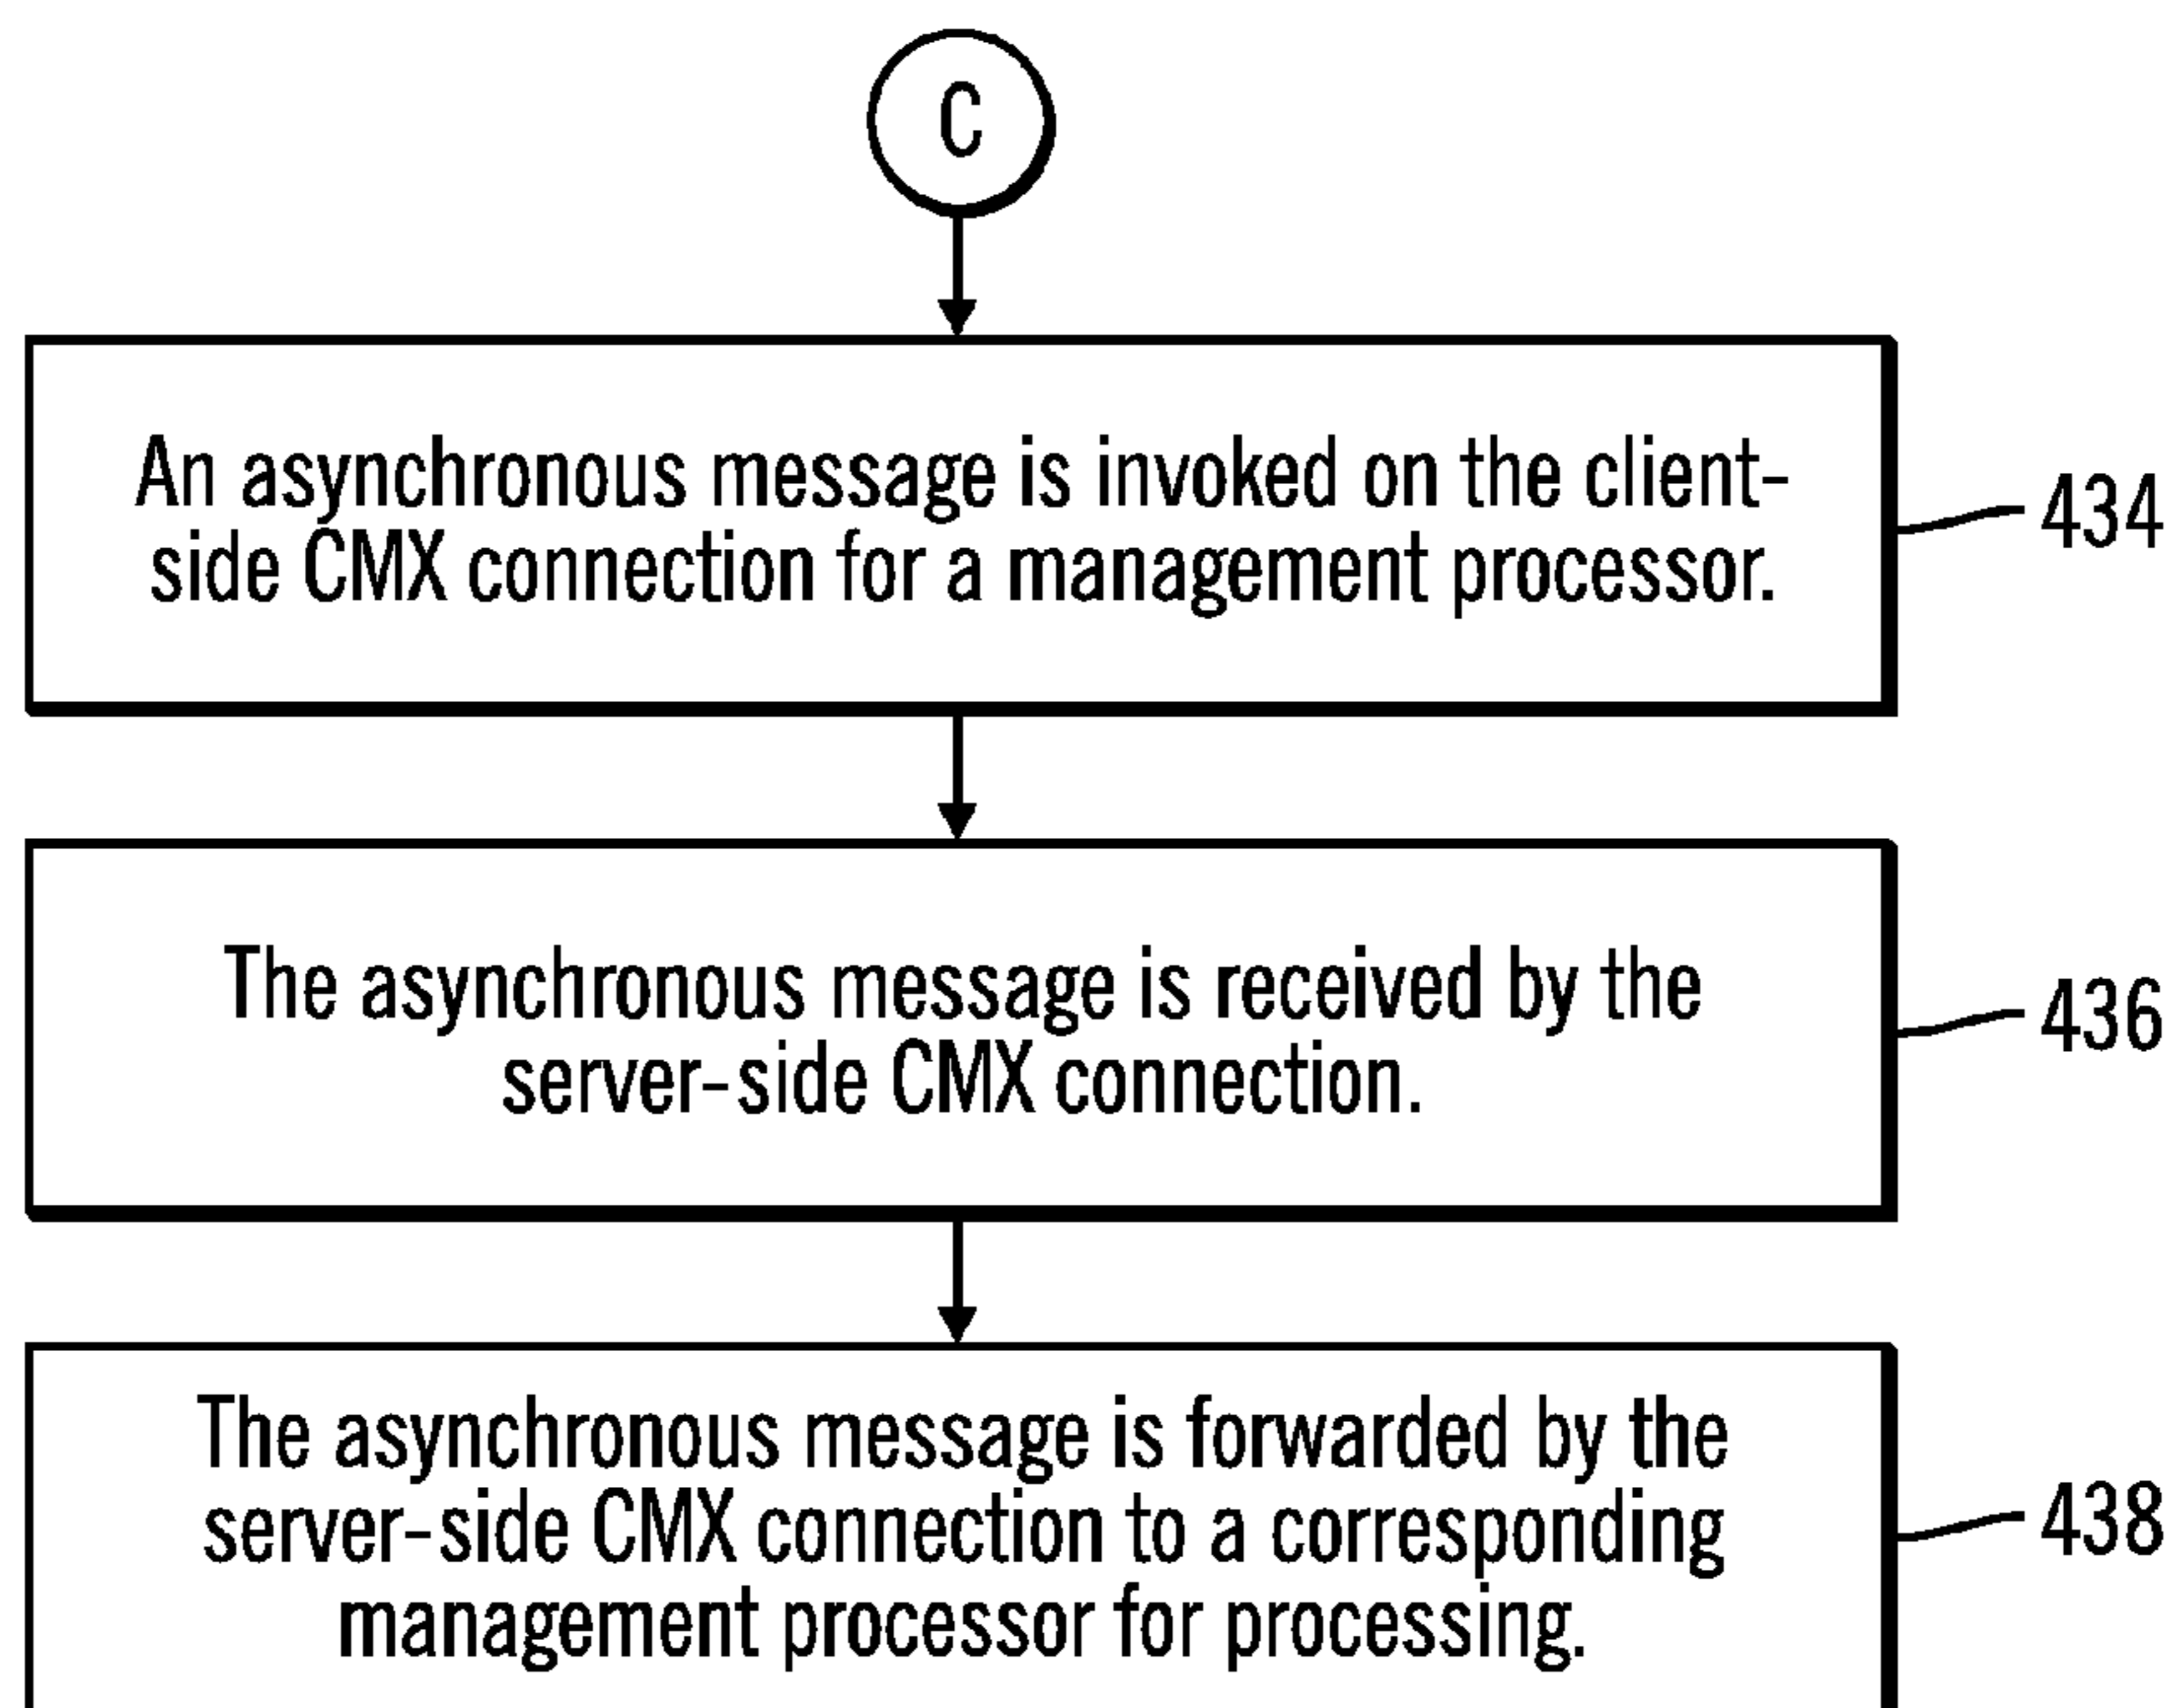 C
An asynchronous message is invoked on the client-
side CMX connection for a management processor.
434
The asynchronous message is received by the
server-side CMX connection.
436
The asynchronous message is forwarded by the
server-side CMX connection to a corresponding
management processor for processing.
438